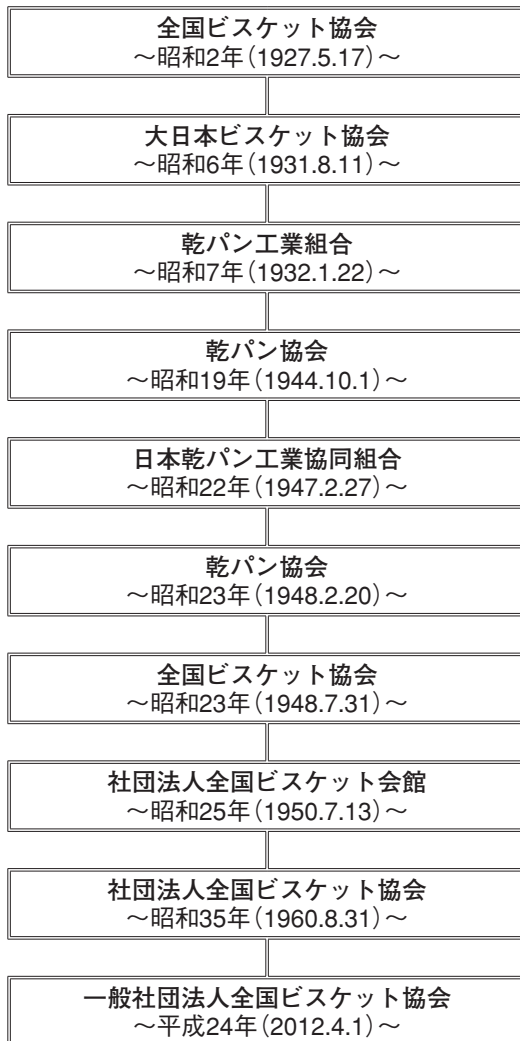 全国ビスケット協会
〜昭和2年(1927.5.17)〜
大日本ビスケット協会
〜昭和6年(1931.8.11)〜
乾パン工業組合
〜昭和7年(1932.1.22)〜
乾パン協会
〜昭和19年(1944.10.1)〜
日本乾パン工業協同組合
〜昭和22年(1947.2.27)〜
乾パン協会
〜昭和23年(1948.2.20)〜
全国ビスケット協会
〜昭和23年(1948.7.31)〜
社団法人全国ビスケット会館
〜昭和25年(1950.7.13)〜
社団法人全国ビスケット協会
〜昭和35年(1960.8.31)〜
一般社団法人全国ビスケット協会
〜平成24年(2012.4.1)〜